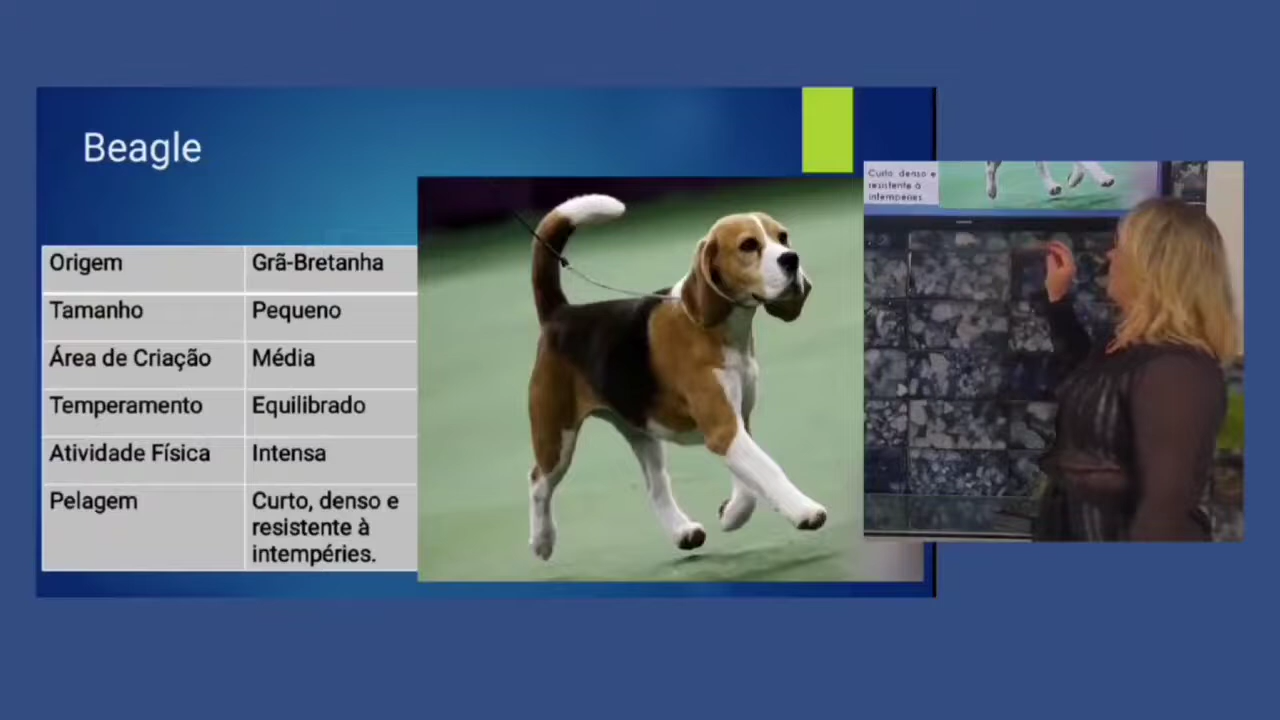 Beagle
Origem Grã-Bretanha
Tamanho Pequeno
Área de Criação Média
Temperamento Equilibrado
Atividade Física Intensa
Pelagem Curto, denso e
resistente à
intempéries.
Curto, denso e
resistente à
intempéries.